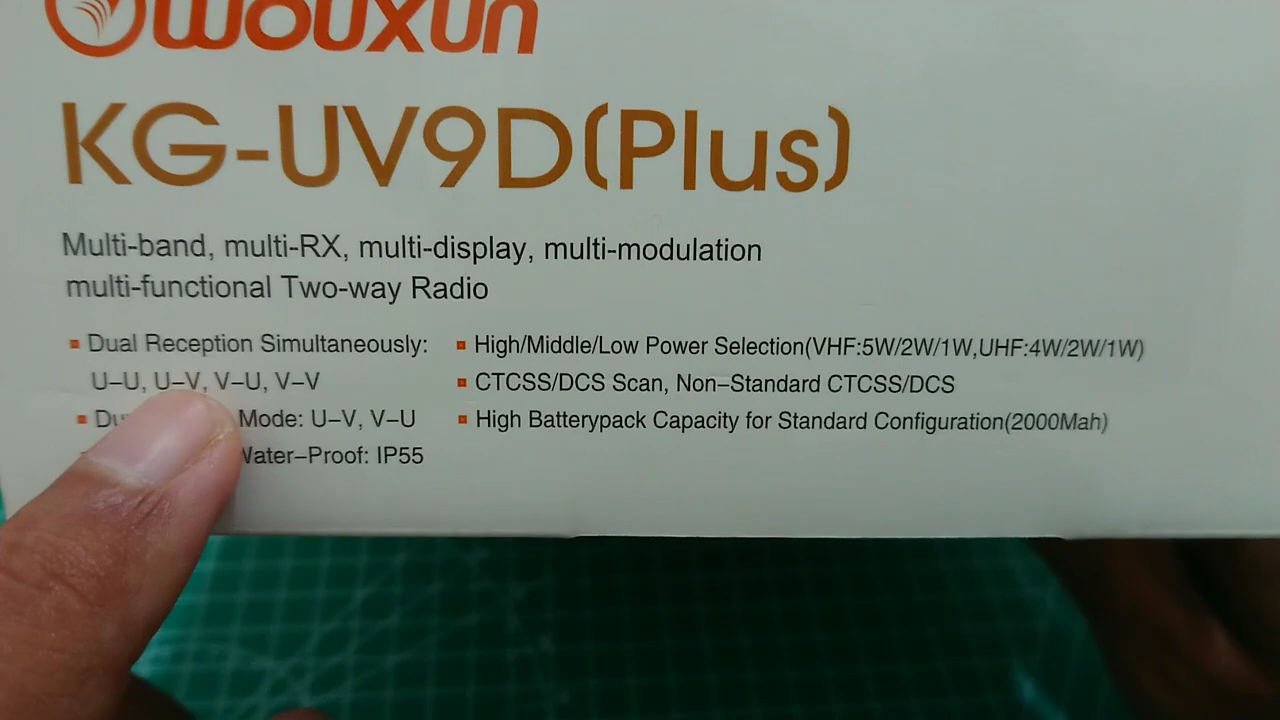 wouxun
KG-UV9D(Plus)
Multi-band, multi-RX, multi-display, multi-modulation
multi-functional Two-way Radio
Dual Reception Simultaneously:
U–U, U–V, V–U, V–V
Mode: U–V, V–U
Water–Proof: IP55
High/Middle/Low Power Selection(VHF:5W/2W/1W,UHF:4W/2W/1W)
CTCSS/DCS Scan, Non–Standard CTCSS/DCS
High Batterypack Capacity for Standard Configuration(2000Mah)